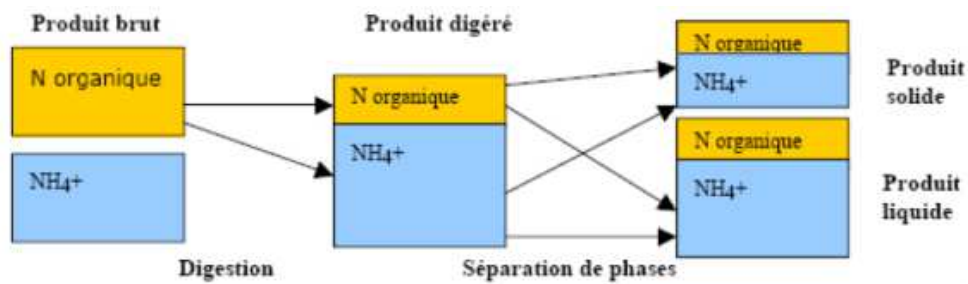 Produit brut
Produit digéré
N organique
NH4+
N organique
NH4+
N organique
NH4+
Produit
solide
N organique
NH4+
Produit
liquide
Digestion
Séparation de phases